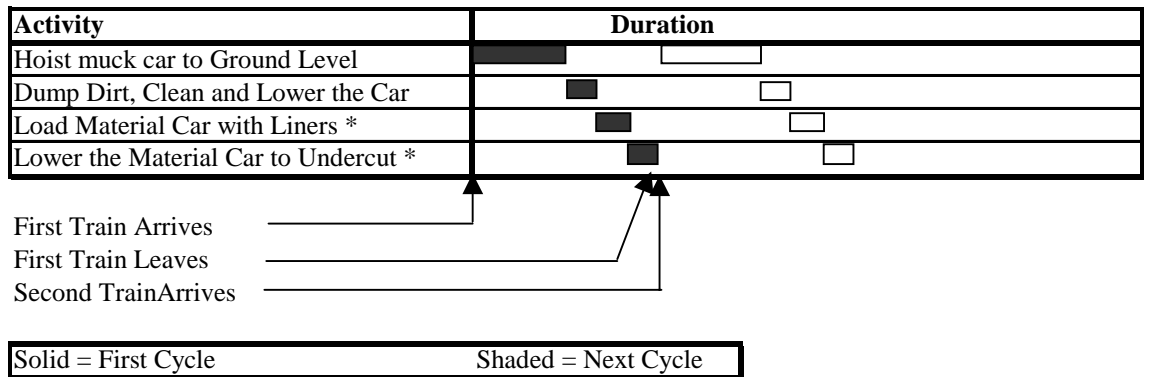 Activity Duration
Hoist muck car to Ground Level
Dump Dirt, Clean and Lower the Car
Load Material Car with Liners *
Lower the Material Car to Undercut *
First Train Arrives
First Train Leaves
Second TrainArrives
Solid = First Cycle Shaded = Next Cycle